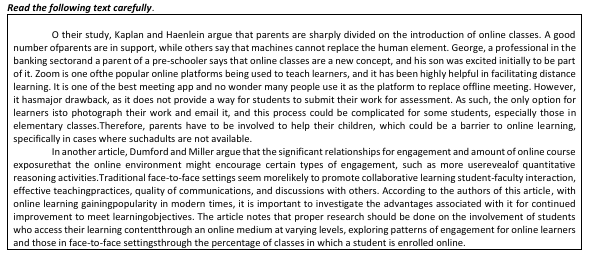 Read the following text carefully.
O their study, Kaplan and Haenlein argue that parents are sharply divided on the introduction of online classes. A good
number ofparents are in support, while others say that machines cannot replace the human element. George, a professional in the
banking sectorand a parent of a pre-schooler says that online classes are a new concept, and his son was excited initially to be part
of it. Zoom is one ofthe popular online platforms being used to teach learners, and it has been highly helpful in facilitating distance
learning. It is one of the best meeting app and no wonder many people use it as the platform to replace offline meeting. However,
it hasmajor drawback, as it does not provide a way for students to submit their work for assessment. As such, the only option for
learners isto photograph their work and email it, and this process could be complicated for some students, especially those in
elementary classes.Therefore, parents have to be involved to help their children, which could be a barrier to online learning,
specifically in cases where suchadults are not available.
In another article, Dumford and Miller argue that the significant relationships for engagement and amount of online course
exposurethat the online environment might encourage certain types of engagement, such as more userevealof quantitative
reasoning activities.Traditional face-to-face settings seem morelikely to promote collaborative learning student-faculty interaction,
effective teachingpractices, quality of communications, and discussions with others. According to the authors of this article, with
online learning gainingpopularity in modern times, it is important to investigate the advantages associated with it for continued
improvement to meet learningobjectives. The article notes that proper research should be done on the involvement of students
who access their learning contentthrough an online medium at varying levels, exploring patterns of engagement for online learners
and those in face-to-face settingsthrough the percentage of classes in which a student is enrolled online.